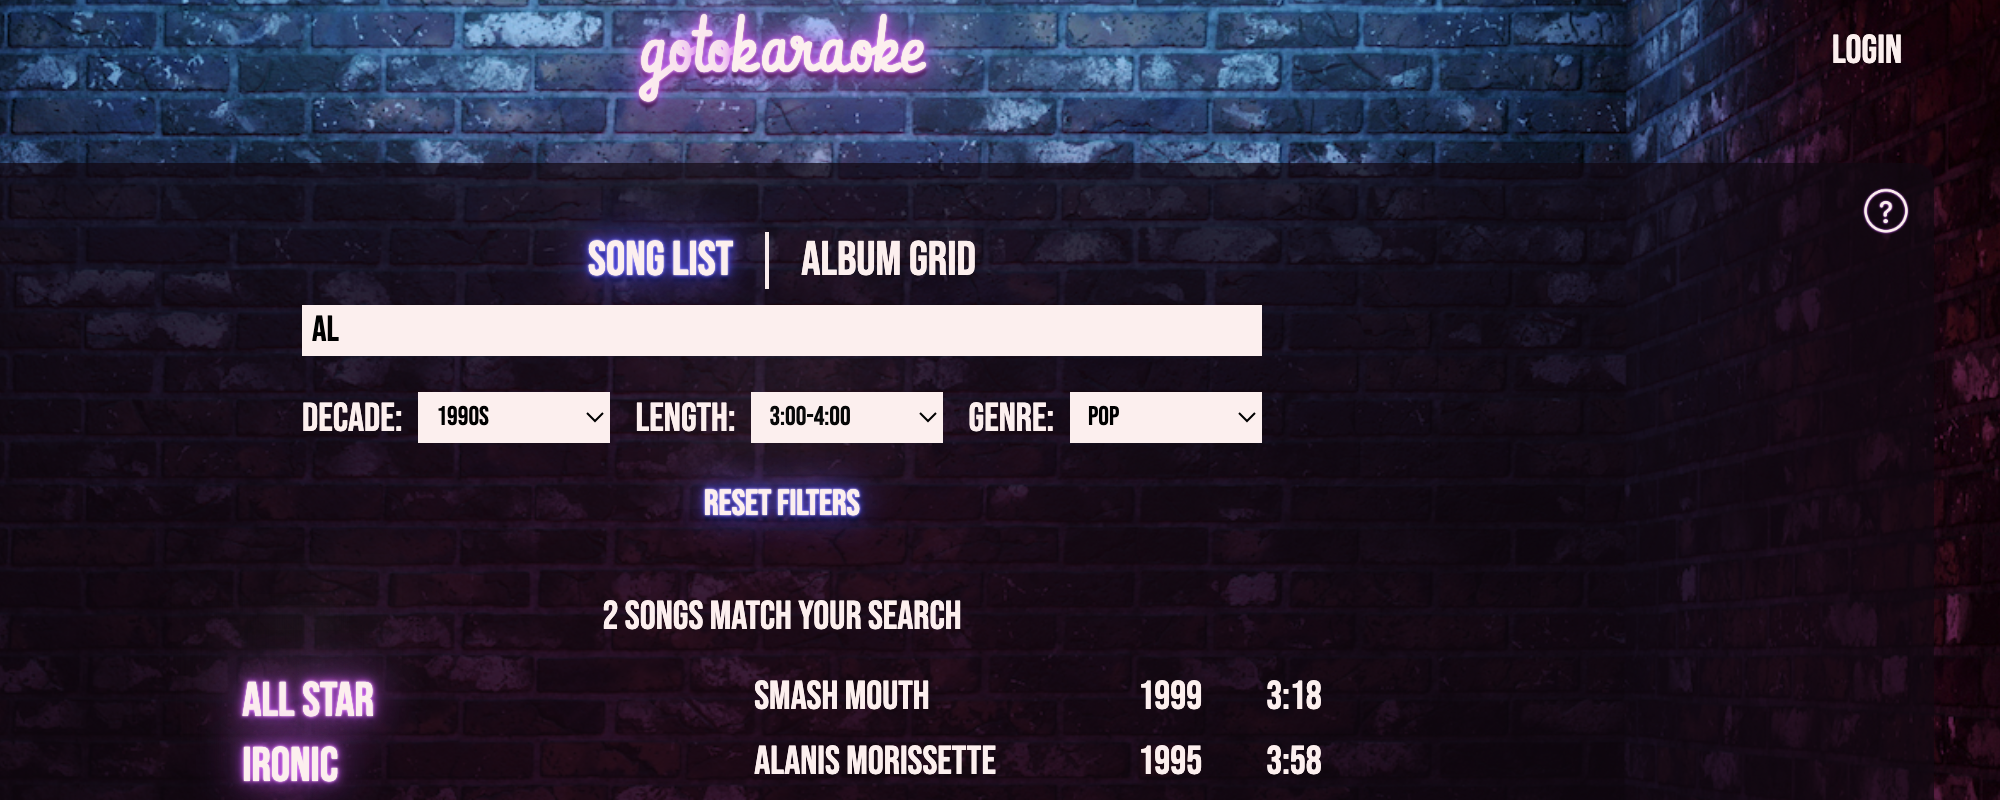 gotokaraoke
LOGIN
?
SONG LIST | ALBUM GRID
AL
DECADE: 1990S LENGTH: 3:00-4:00 GENRE: POP
RESET FILTERS
2 SONGS MATCH YOUR SEARCH
ALL STAR SMASH MOUTH 1999 3:18
IRONIC ALANIS MORISSETTE 1995 3:58